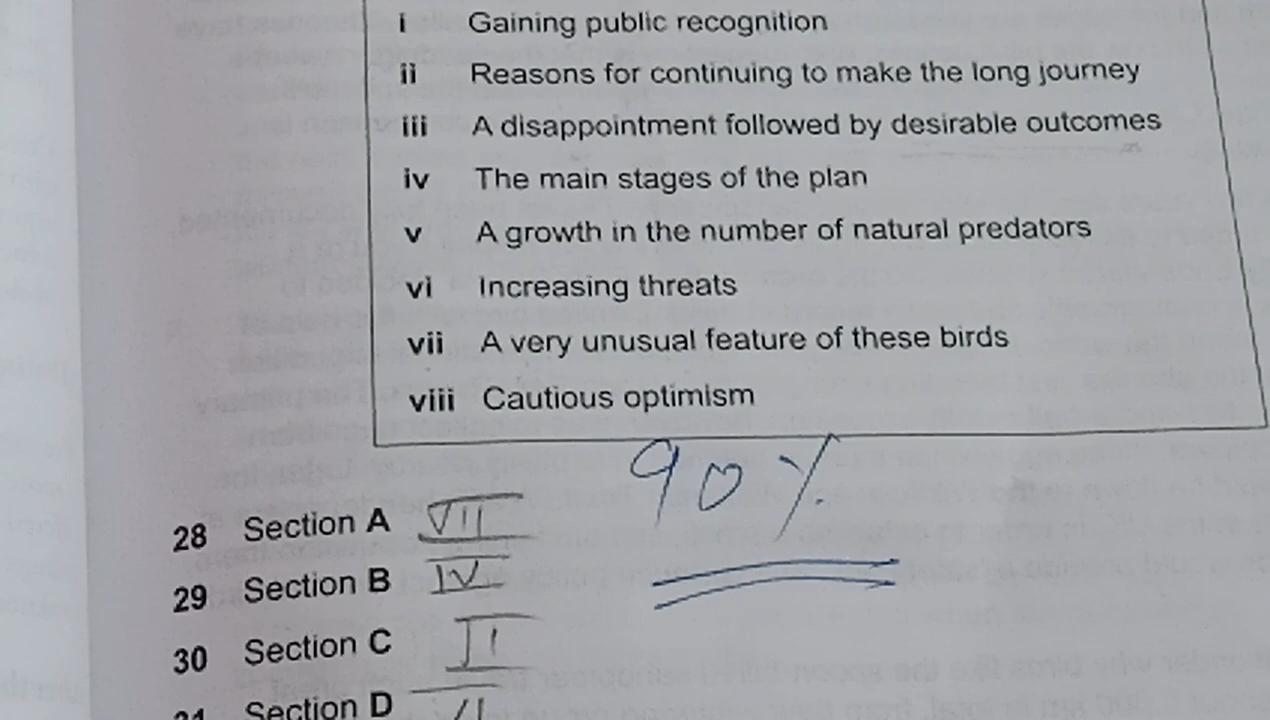 i Gaining public recognition
ii Reasons for continuing to make the long journey
iii A disappointment followed by desirable outcomes
iv The main stages of the plan
v A growth in the number of natural predators
vi Increasing threats
vii A very unusual feature of these birds
viii Cautious optimism
90%
28 Section A VII
29 Section B IV
30 Section C II
Section D